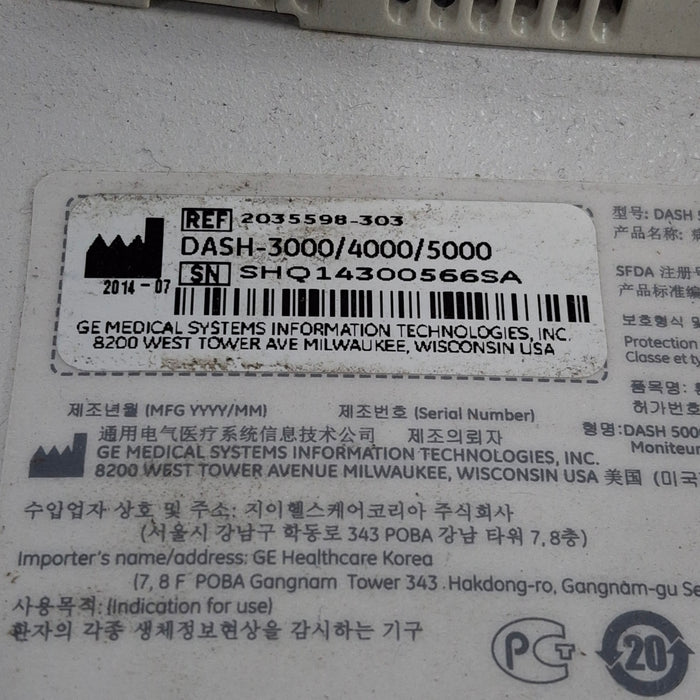 REF 2035598-303
DASH-3000/4000/5000
SN SHQ14300566SA
2014-07
GE MEDICAL SYSTEMS INFORMATION TECHNOLOGIES, INC.
8200 WEST TOWER AVE MILWAUKEE, WISCONSIN USA
型号: DASH
产品名称:
SFDA 注册号
产品标准编
보호형식 및
Protection
Classe et ty
품목명:
허가번호
형명:DASH 500
Moniteur
제조년월 (MFG YYYY/MM) 제조번호 (Serial Number)
通用电气医疗系统信息技术公司 제조의뢰자
GE MEDICAL SYSTEMS INFORMATION TECHNOLOGIES, INC.
8200 WEST TOWER AVENUE MILWAUKEE, WISCONSIN USA 美国 (미국
수입업자 상호 및 주소: 지이헬스케어코리아 주식회사
(서울시 강남구 학동로 343 POBA 강남 타워 7, 8층)
Importer's name/address: GE Healthcare Korea
(7, 8 F POBA Gangnam Tower 343 Hakdong-ro, Gangnam-gu Se
사용목적: (Indication for use)
환자의 각종 생체정보현상을 감시하는 기구
PCT
20